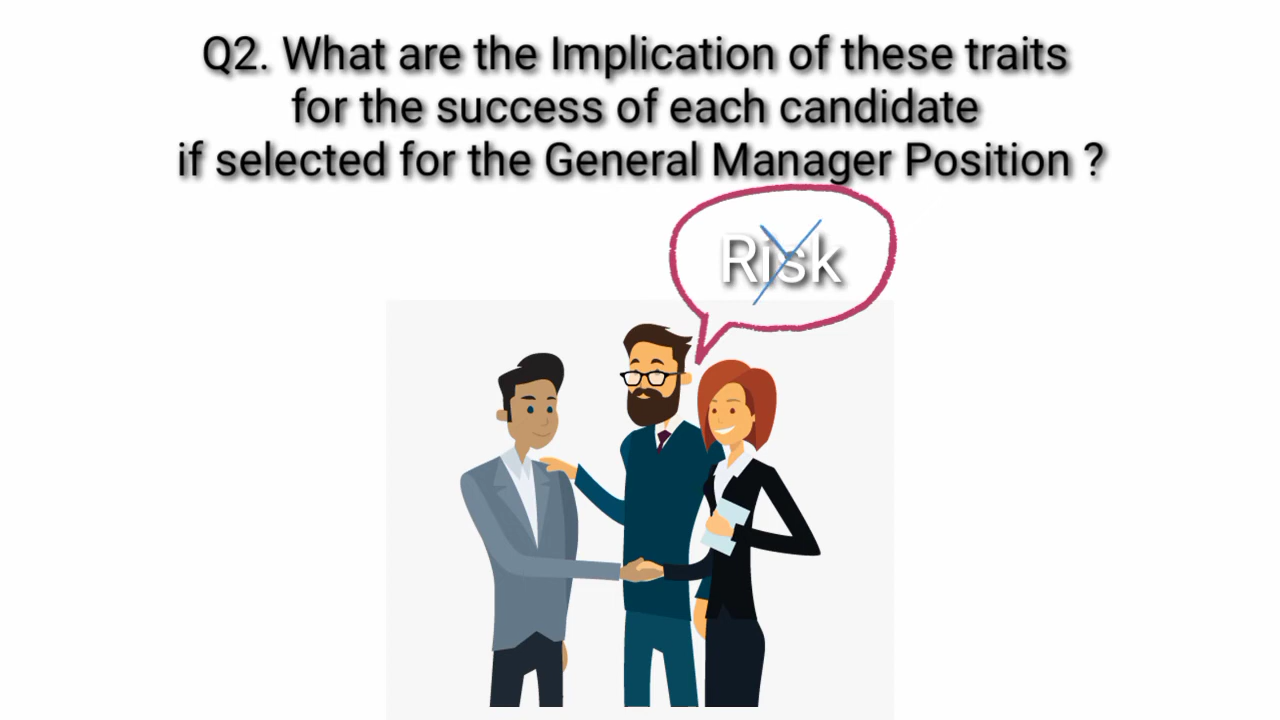 Q2. What are the Implication of these traits
for the success of each candidate
if selected for the General Manager Position ?
Risk